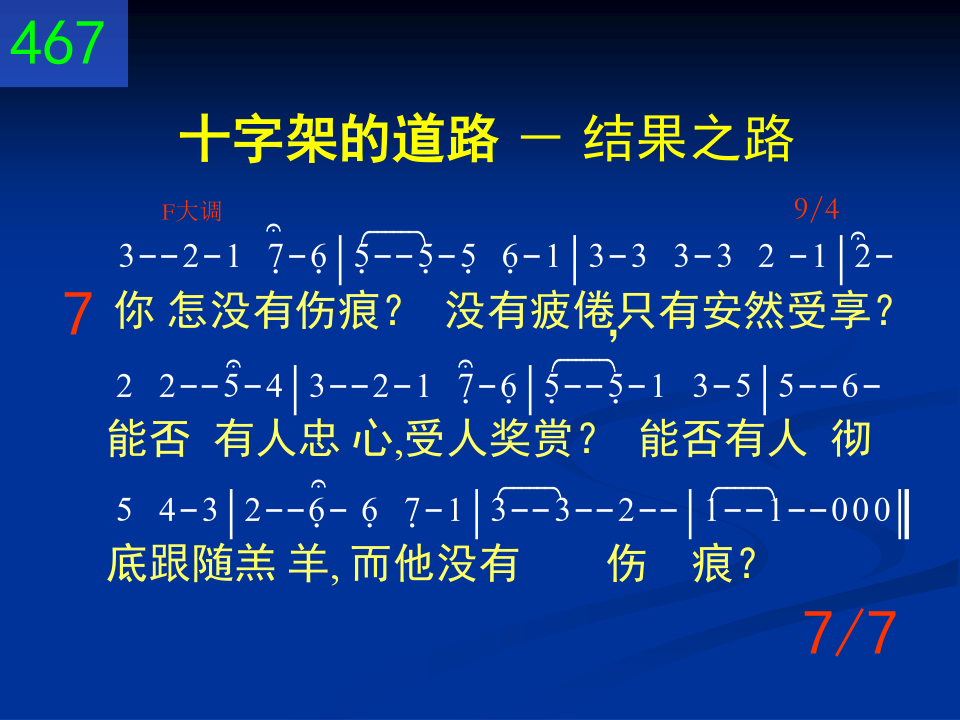 467
十字架的道路 － 结果之路
F大调 9/4
3--2-1 7̣-6̣|5̣--5̣-5̣ 6̣-1|3-3 3-3 2 -1|2-
7 你 怎没有伤痕? 没有疲倦,只有安然受享?
2 2--5-4|3--2-1 7̣-6̣|5̣--5̣-1 3-5|5--6-
能否 有人忠 心,受人奖赏? 能否有人 彻
5 4-3|2--6̣- 6̣ 7̣-1|3--3--2--|1--1--000‖
底跟随羔 羊, 而他没有 伤 痕?
7/7